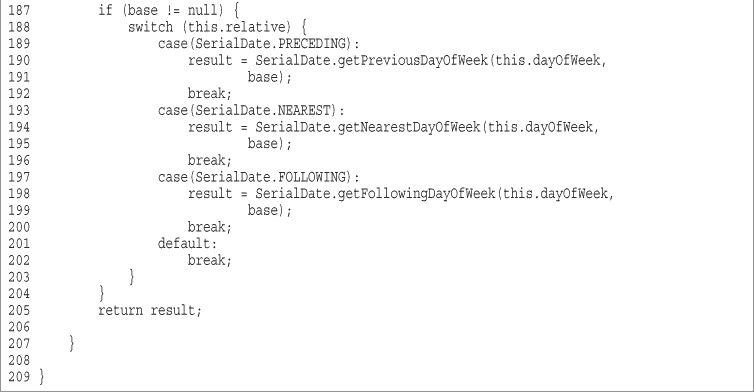 187         if (base != null) {
188             switch (this.relative) {
189                 case(SerialDate.PRECEDING):
190                     result = SerialDate.getPreviousDayOfWeek(this.dayOfWeek,
191                             base);
192                     break;
193                 case(SerialDate.NEAREST):
194                     result = SerialDate.getNearestDayOfWeek(this.dayOfWeek,
195                             base);
196                     break;
197                 case(SerialDate.FOLLOWING):
198                     result = SerialDate.getFollowingDayOfWeek(this.dayOfWeek,
199                             base);
200                     break;
201                 default:
202                     break;
203             }
204         }
205         return result;
206
207     }
208
209 }